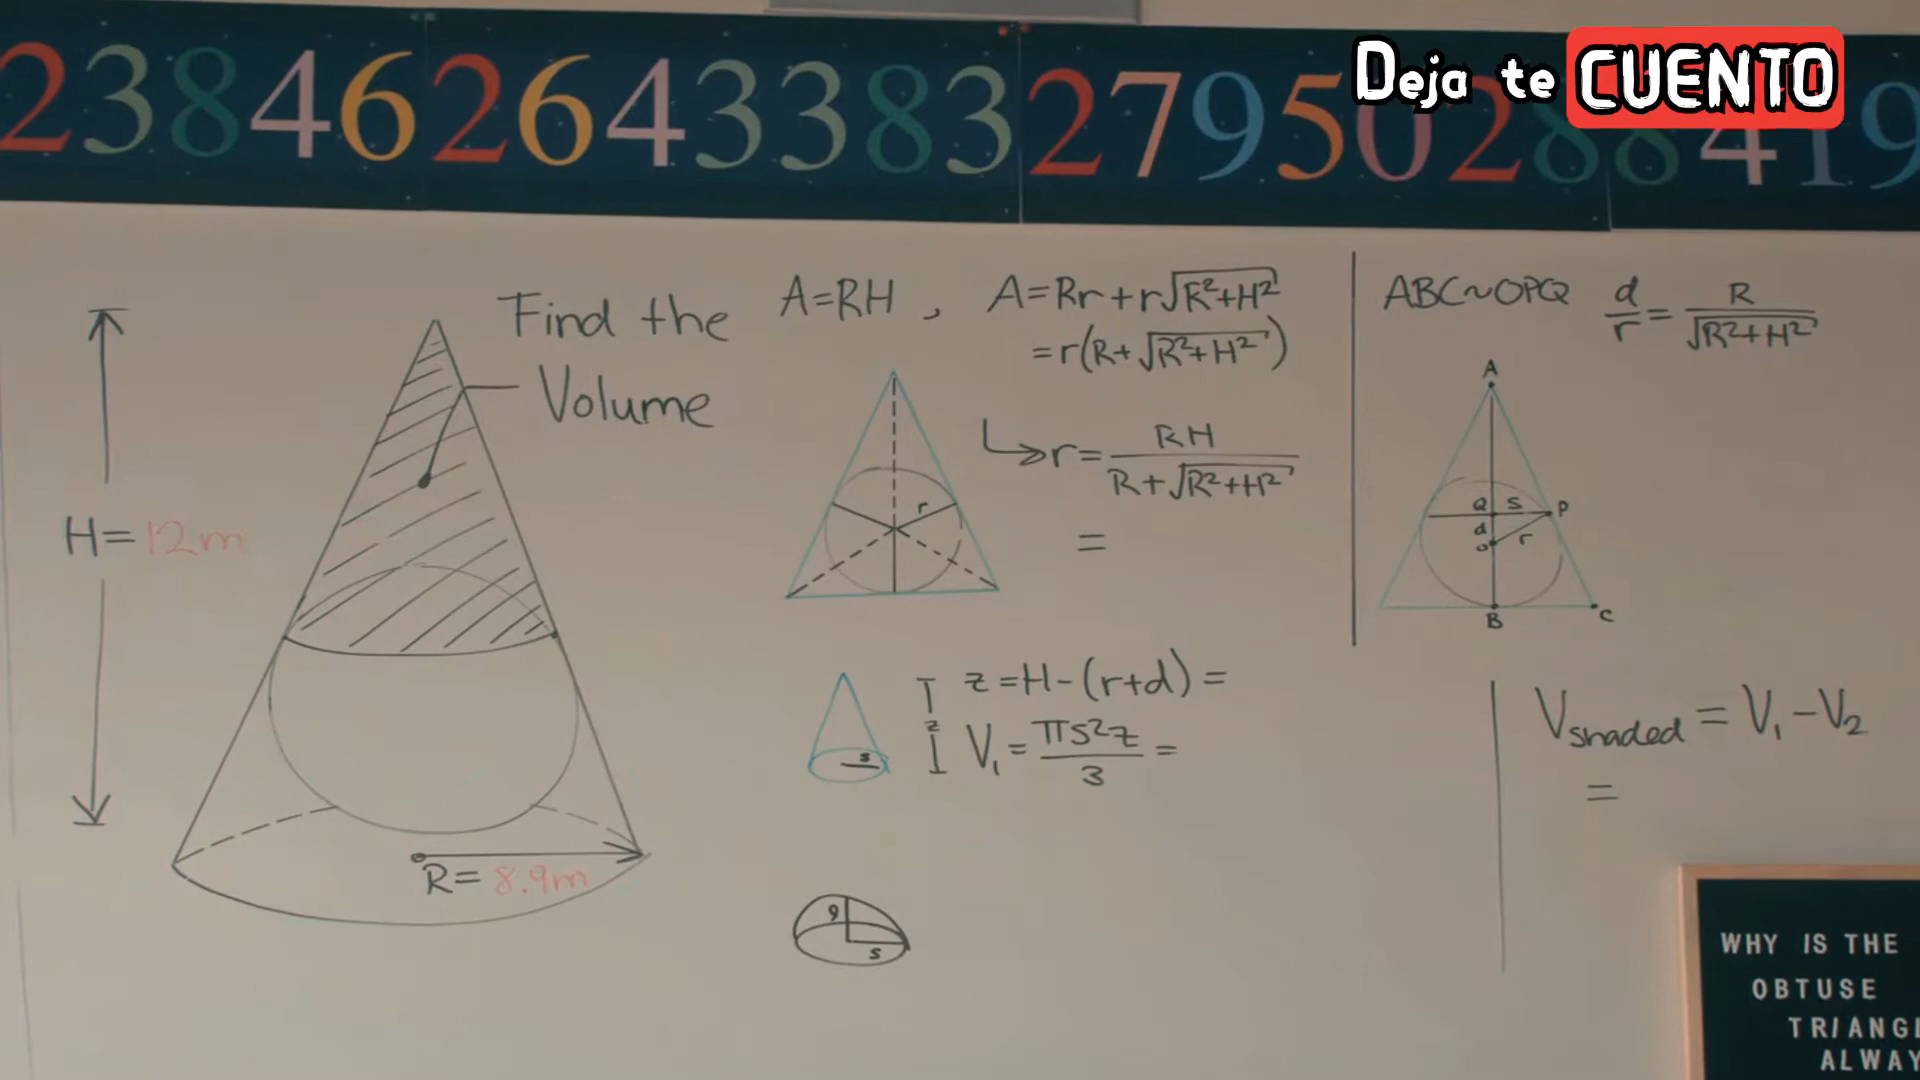 23846264338327950288419
Deja te CUENTO
Find the
Volume
H=12m
R=8.9m
A=RH , A=Rr+r√R²+H²
=r(R+√R²+H²)
r
↳r=RH/R+√R²+H²
=
ABC~OPQ d/r=R/√R²+H²
A
Q S P
d
O r
B C
s
z
z=H-(r+d)=
V₁=πs²z/3=
g
s
Vshaded=V₁-V₂
=
WHY IS THE
OBTUSE
TRIANGL
ALWAY